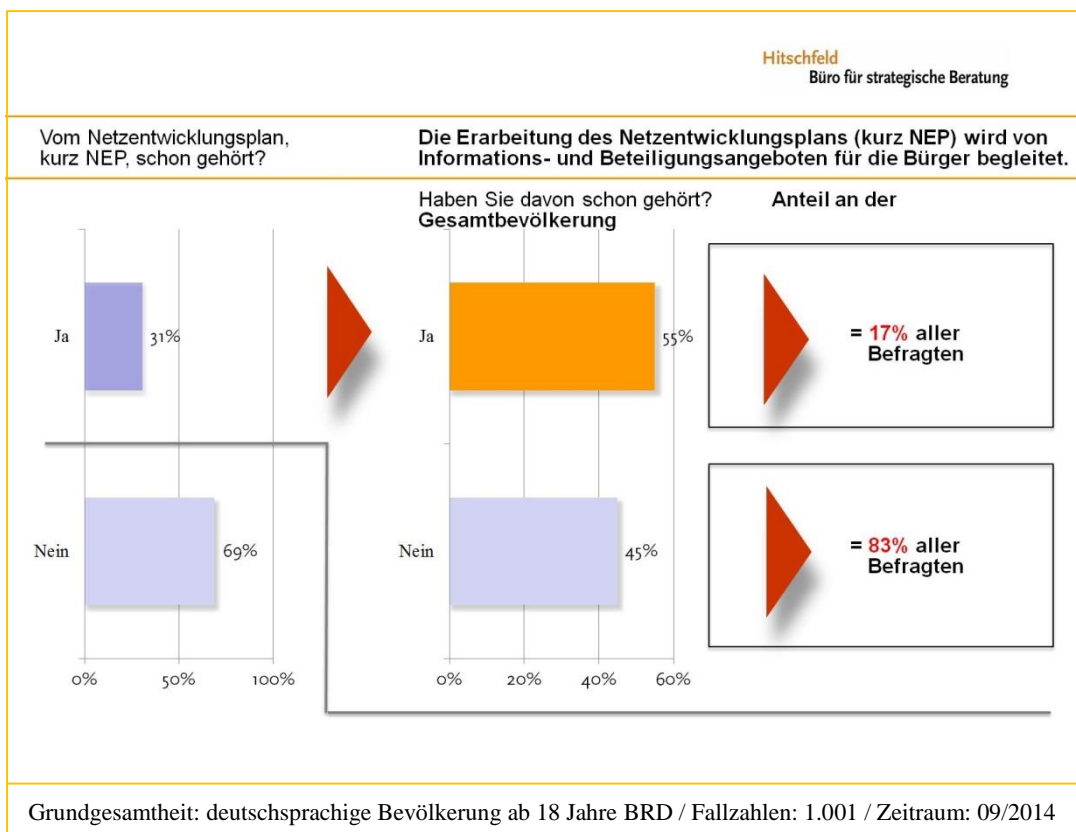 Hitschfeld
Büro für strategische Beratung
Vom Netzentwicklungsplan,
kurz NEP, schon gehört?
Die Erarbeitung des Netzentwicklungsplans (kurz NEP) wird von
Informations- und Beteiligungsangeboten für die Bürger begleitet.
Haben Sie davon schon gehört? Anteil an der
Gesamtbevölkerung
Ja
31%
Nein
69%
0% 50% 100%
Ja
55%
Nein
45%
0% 20% 40% 60%
= 17% aller
Befragten
= 83% aller
Befragten
Grundgesamtheit: deutschsprachige Bevölkerung ab 18 Jahre BRD / Fallzahlen: 1.001 / Zeitraum: 09/2014